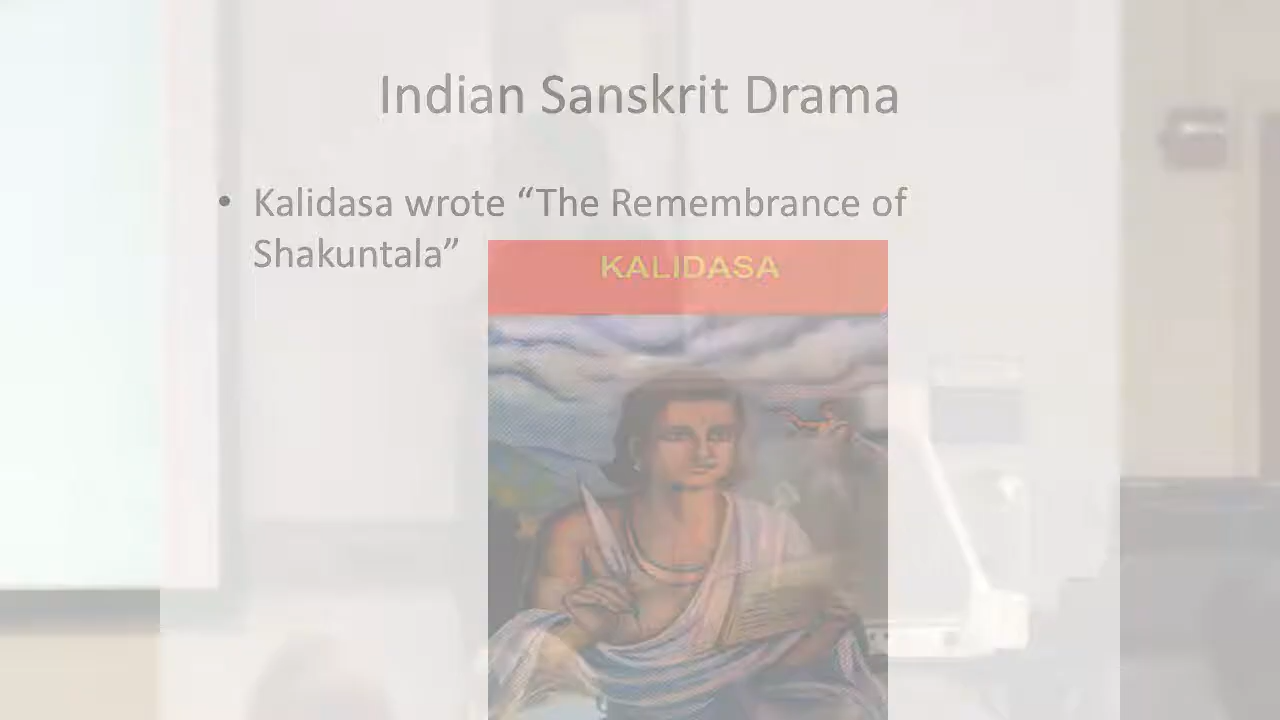 Indian Sanskrit Drama
• Kalidasa wrote “The Remembrance of
Shakuntala”
KALIDASA